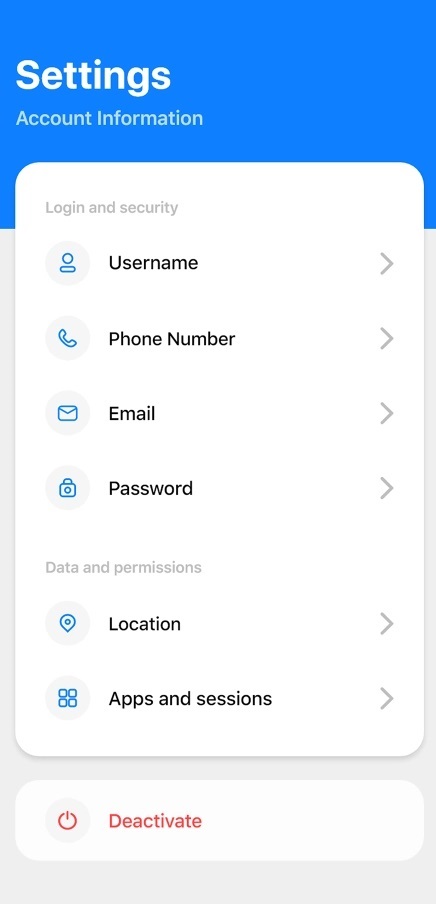 Settings
Account Information
Login and security
Username
Phone Number
Email
Password
Data and permissions
Location
Apps and sessions
Deactivate